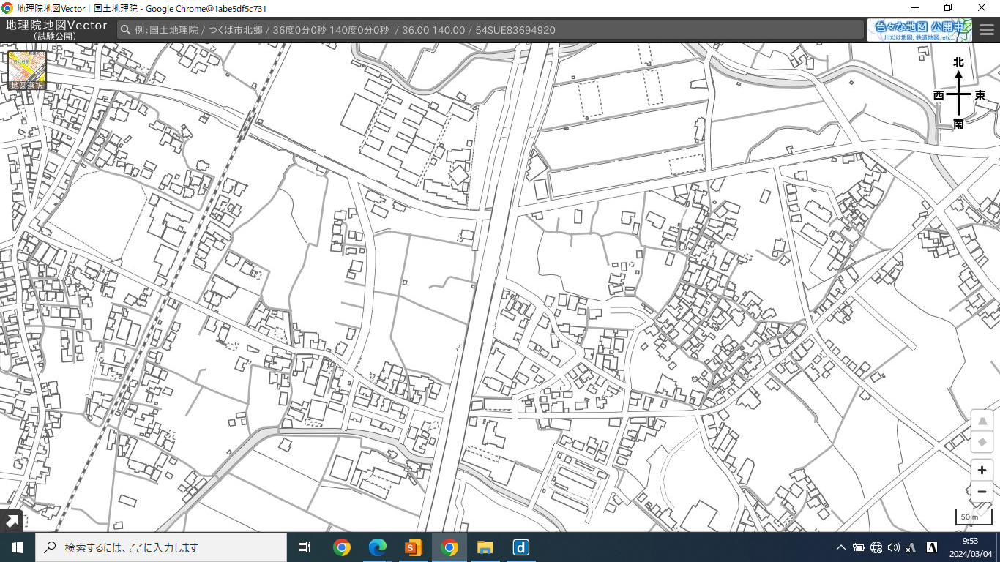 地理院地図Vector｜国土地理院 - Google Chrome@1abe5df5c731
地理院地図Vector
(試験公開)
例:国土地理院 / つくば市北郷 / 36度0分0秒 140度0分0秒 / 36.00 140.00 / 54SUE83694920
色々な地図 公開中
川だけ地図, 鉄道地図, etc...
地図選択
北
西 東
南
+
−
50 m
検索するには、ここに入力します
S
d
A
A
9:53
2024/03/04